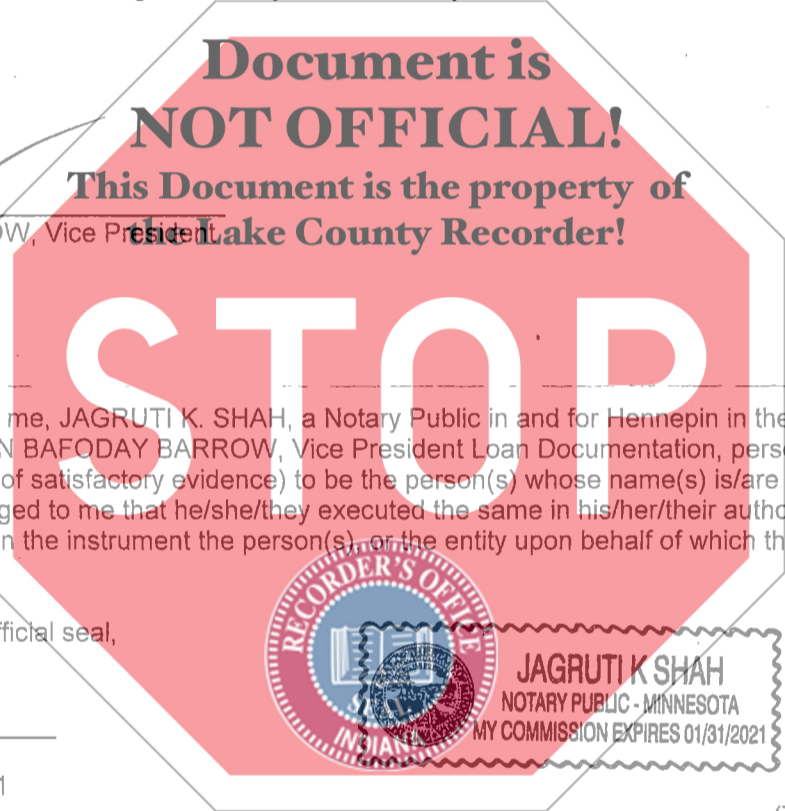 Document is
NOT OFFICIAL!
This Document is the property of
the Lake County Recorder!
OW, Vice President
STOP
me, JAGRUTI K. SHAH, a Notary Public in and for Hennepin in the
N BAFODAY BARROW, Vice President Loan Documentation, pers
of satisfactory evidence) to be the person(s) whose name(s) is/are
ged to me that he/she/they executed the same in his/her/their autho
n the instrument the person(s), or the entity upon behalf of which th
fficial seal,
RECORDER'S OFFICE
INDIANA
JAGRUTI K SHAH
NOTARY PUBLIC - MINNESOTA
MY COMMISSION EXPIRES 01/31/2021
1